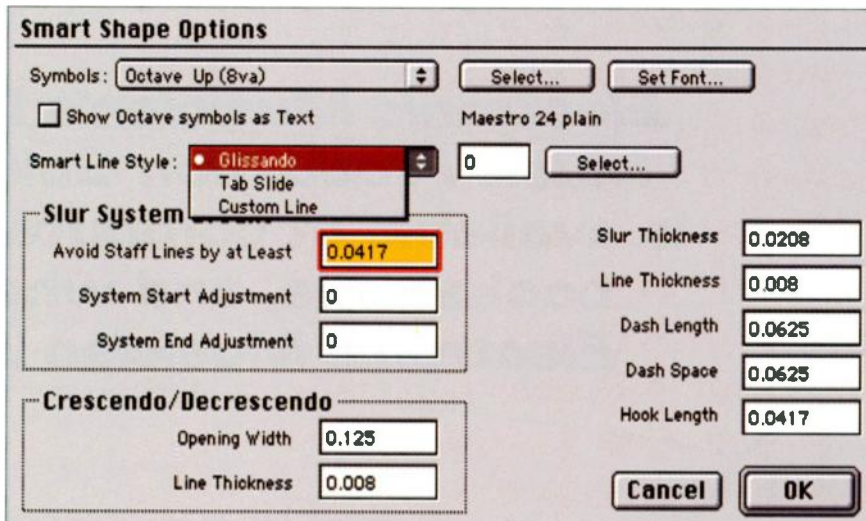 Smart Shape Options
Symbols: Octave Up (8va) Select... Set Font...
Show Octave symbols as Text Maestro 24 plain
Smart Line Style: Glissando 0 Select...
Tab Slide
Custom Line
Slur System
Avoid Staff Lines by at Least 0.0417
System Start Adjustment 0
System End Adjustment 0
Crescendo/Decrescendo
Opening Width 0.125
Line Thickness 0.008
Slur Thickness 0.0208
Line Thickness 0.008
Dash Length 0.0625
Dash Space 0.0625
Hook Length 0.0417
Cancel OK